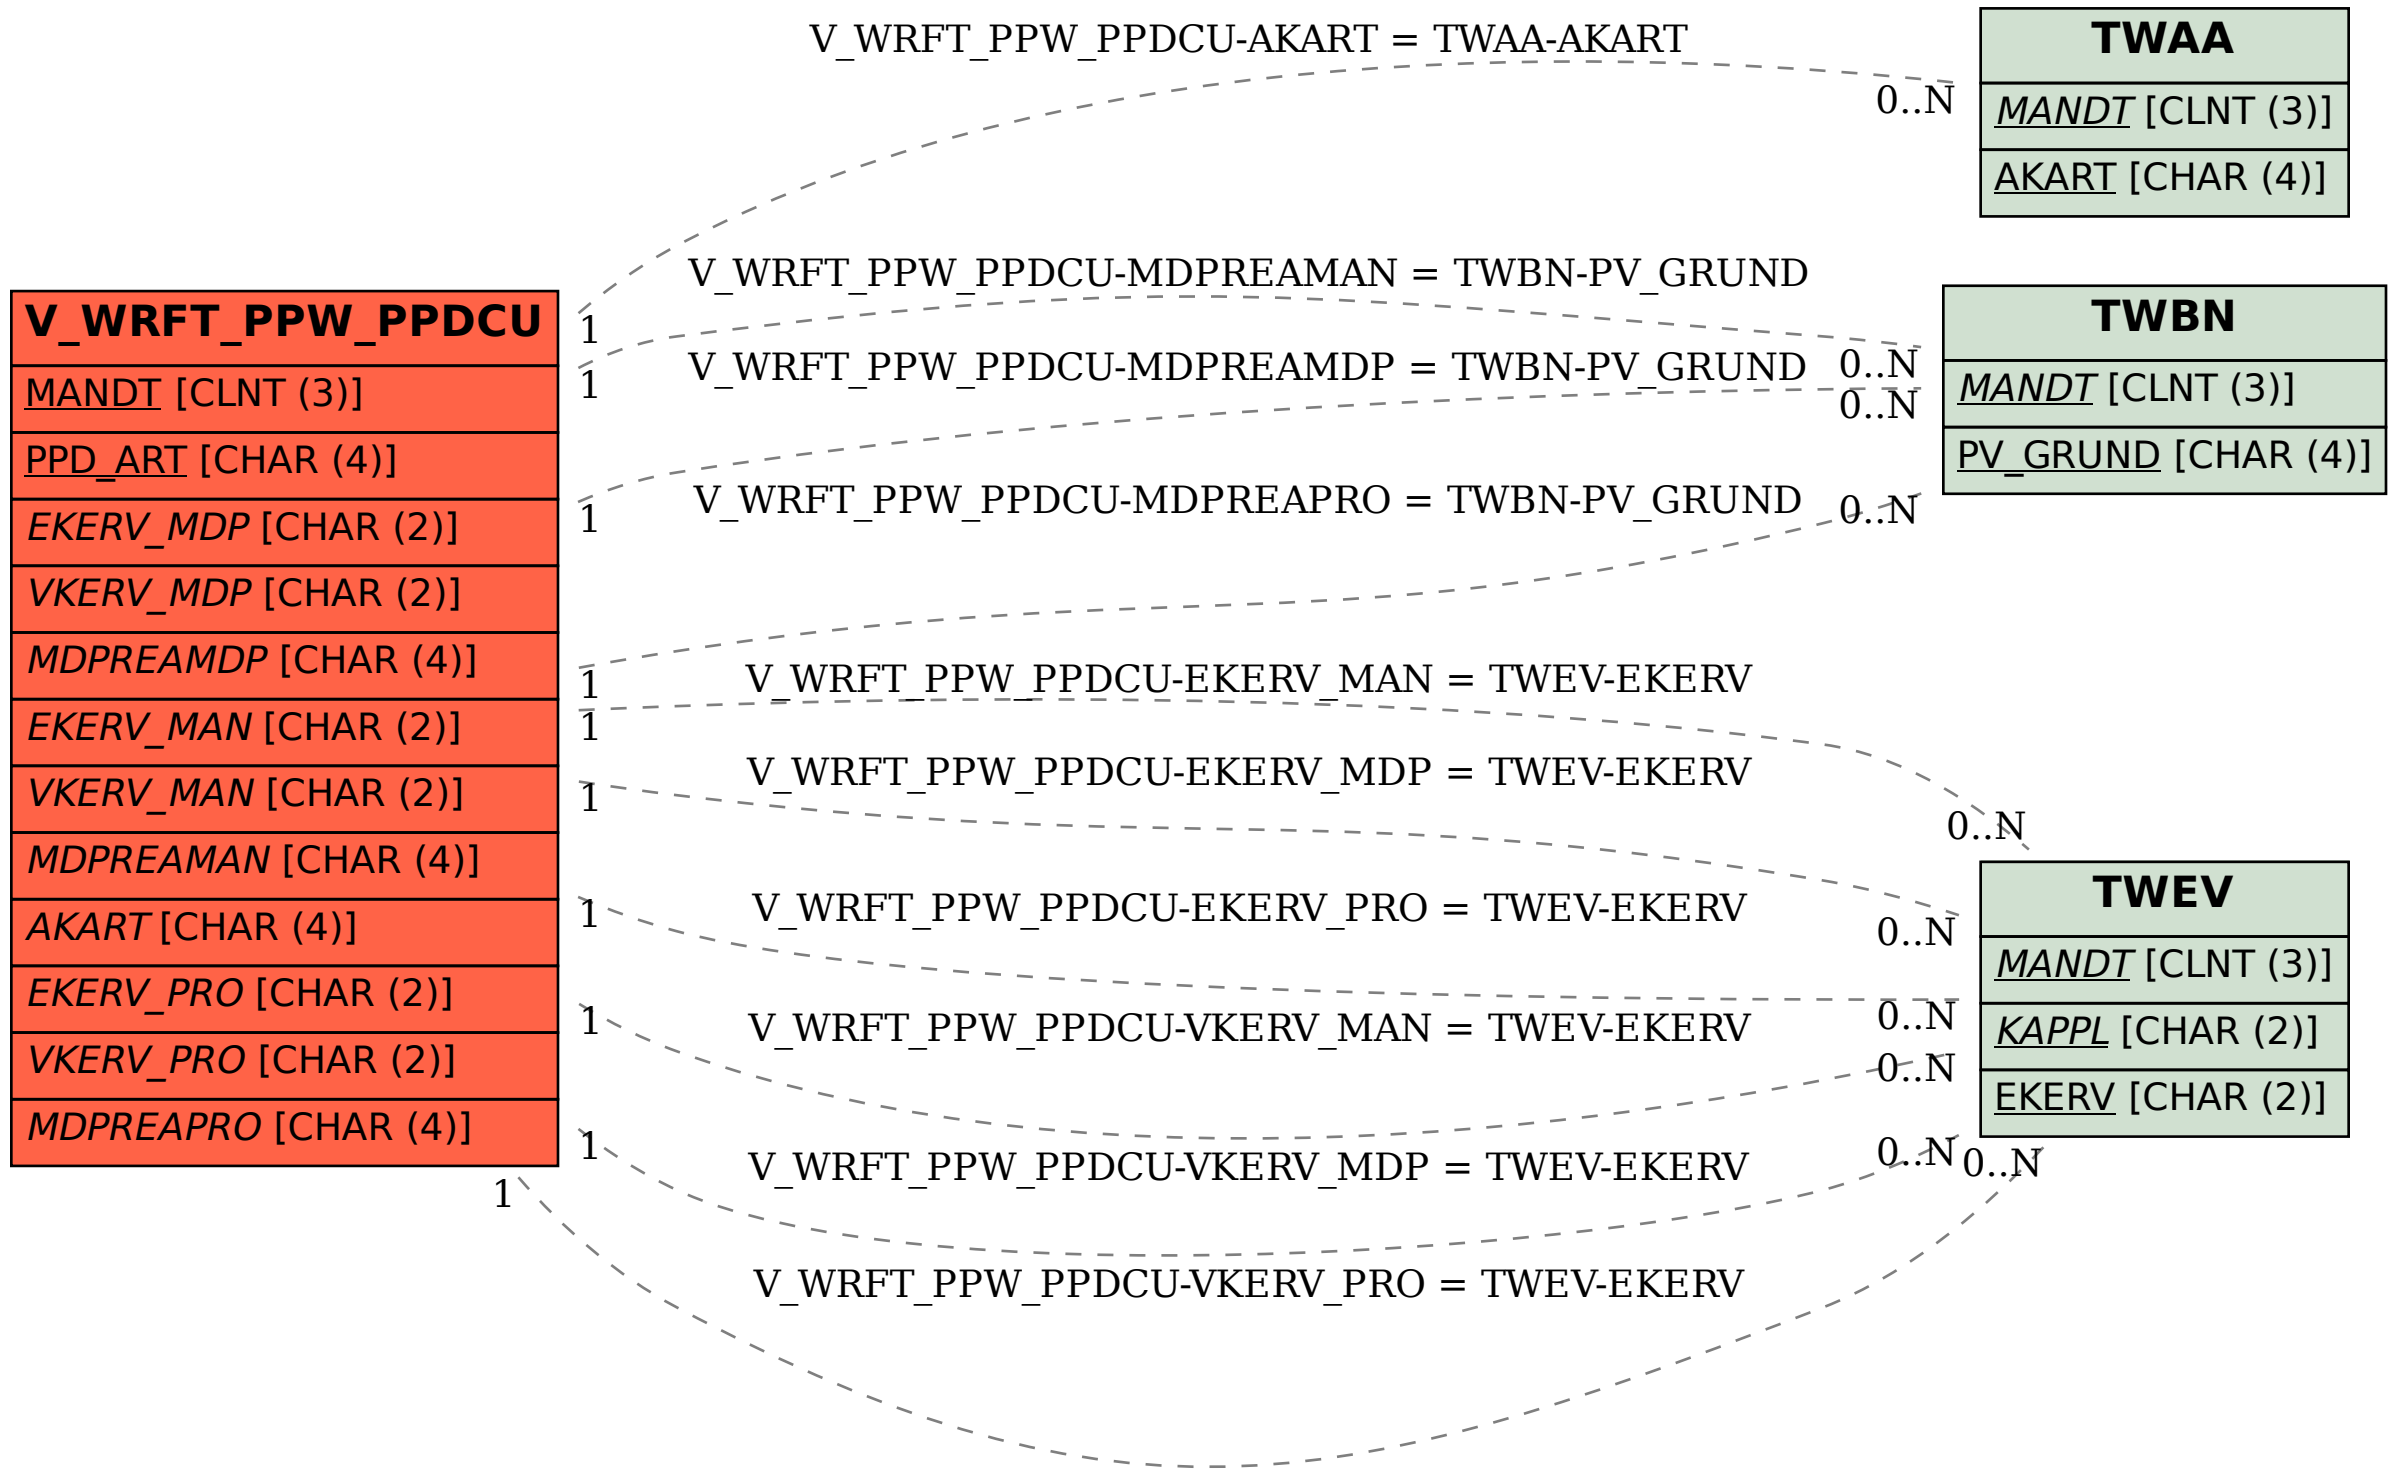 V_WRFT_PPW_PPDCU
MANDT [CLNT (3)]
PPD_ART [CHAR (4)]
EKERV_MDP [CHAR (2)]
VKERV_MDP [CHAR (2)]
MDPREAMDP [CHAR (4)]
EKERV_MAN [CHAR (2)]
VKERV_MAN [CHAR (2)]
MDPREAMAN [CHAR (4)]
AKART [CHAR (4)]
EKERV_PRO [CHAR (2)]
VKERV_PRO [CHAR (2)]
MDPREAPRO [CHAR (4)]
V_WRFT_PPW_PPDCU-AKART = TWAA-AKART
1
0..N
V_WRFT_PPW_PPDCU-MDPREAMAN = TWBN-PV_GRUND
1
0..N
V_WRFT_PPW_PPDCU-MDPREAMDP = TWBN-PV_GRUND
1
0..N
V_WRFT_PPW_PPDCU-MDPREAPRO = TWBN-PV_GRUND
1
0..N
V_WRFT_PPW_PPDCU-EKERV_MAN = TWEV-EKERV
1
0..N
V_WRFT_PPW_PPDCU-EKERV_MDP = TWEV-EKERV
1
0..N
V_WRFT_PPW_PPDCU-EKERV_PRO = TWEV-EKERV
1
0..N
V_WRFT_PPW_PPDCU-VKERV_MAN = TWEV-EKERV
1
0..N
V_WRFT_PPW_PPDCU-VKERV_MDP = TWEV-EKERV
1
0..N
V_WRFT_PPW_PPDCU-VKERV_PRO = TWEV-EKERV
1
0..N
TWAA
MANDT [CLNT (3)]
AKART [CHAR (4)]
TWBN
MANDT [CLNT (3)]
PV_GRUND [CHAR (4)]
TWEV
MANDT [CLNT (3)]
KAPPL [CHAR (2)]
EKERV [CHAR (2)]